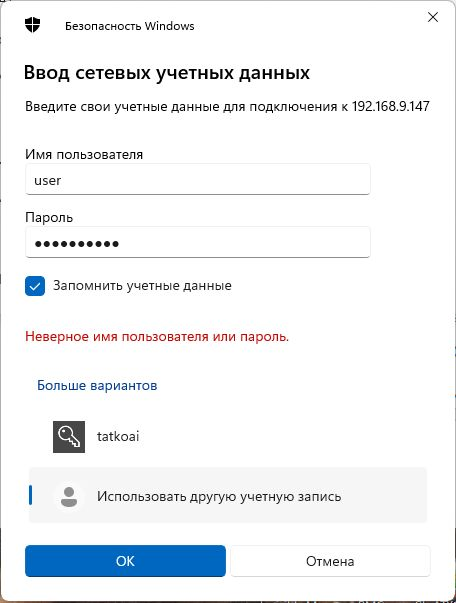 Безопасность Windows
Ввод сетевых учетных данных
Введите свои учетные данные для подключения к 192.168.9.147
Имя пользователя
user
Пароль
●●●●●●●●●●
Запомнить учетные данные
Неверное имя пользователя или пароль.
Больше вариантов
tatkoai
Использовать другую учетную запись
ОК
Отмена